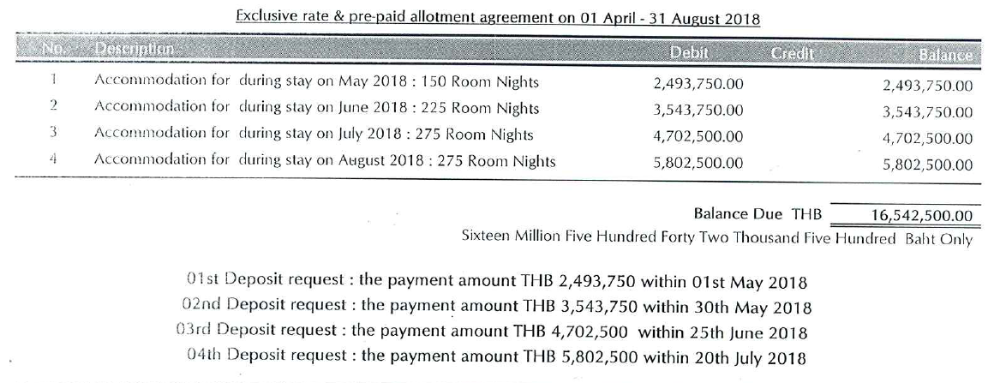 Exclusive rate & pre-paid allotment agreement on 01 April - 31 August 2018
No. Description Debit Credit Balance
1 Accommodation for during stay on May 2018 : 150 Room Nights 2,493,750.00 2,493,750.00
2 Accommodation for during stay on June 2018 : 225 Room Nights 3,543,750.00 3,543,750.00
3 Accommodation for during stay on July 2018 : 275 Room Nights 4,702,500.00 4,702,500.00
4 Accommodation for during stay on August 2018 : 275 Room Nights 5,802,500.00 5,802,500.00
Balance Due THB 16,542,500.00
Sixteen Million Five Hundred Forty Two Thousand Five Hundred Baht Only
01st Deposit request : the payment amount THB 2,493,750 within 01st May 2018
02nd Deposit request : the payment amount THB 3,543,750 within 30th May 2018
03rd Deposit request : the payment amount THB 4,702,500 within 25th June 2018
04th Deposit request : the payment amount THB 5,802,500 within 20th July 2018